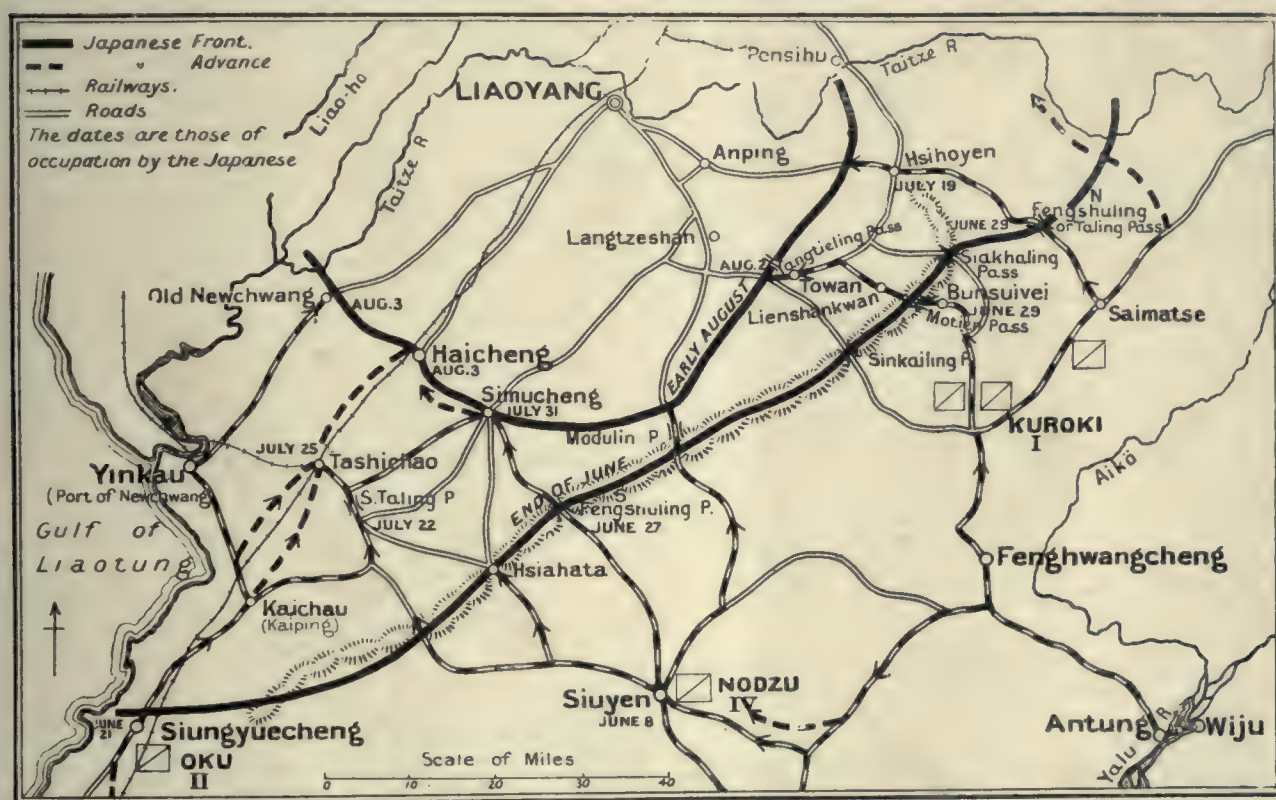 Japanese Front.
" Advance
Railways.
Roads
The dates are those of
occupation by the Japanese
Liao-ho
Taitze R
LIAOYANG
Pensihu
Taitze R
Anping
Hsihoyen
JULY 19
Langtzeshan
JUNE 29
N
Fengshuling
or Taling Pass
Yangtieling Pass
AUG. 2
Towan
Siakhaling
Pass
Lienshankwan
Bunsuivei
JUNE 29
Motien Pass
Saimatse
Old Newchwang
AUG. 3
Haicheng
AUG. 3
EARLY AUGUST
Sinkailing P.
Simucheng
JULY 31
Modulin P.
KUROKI
I
Aikö
JULY 25
Tashichao
Yinkau
(Port of Newchwang)
S. Taling P
JULY 22
END OF JUNE
S
Fengshuling P.
JUNE 27
Gulf of
Liaotung
Hsiahata
Fenghwangcheng
Kaichau
(Kaiping)
Siuyen
JUNE 8
NODZU
IV
JUNE
21
Siungyuecheng
OKU
II
Antung
Wiju
Yalu R
Scale of Miles
0 10 20 30 40